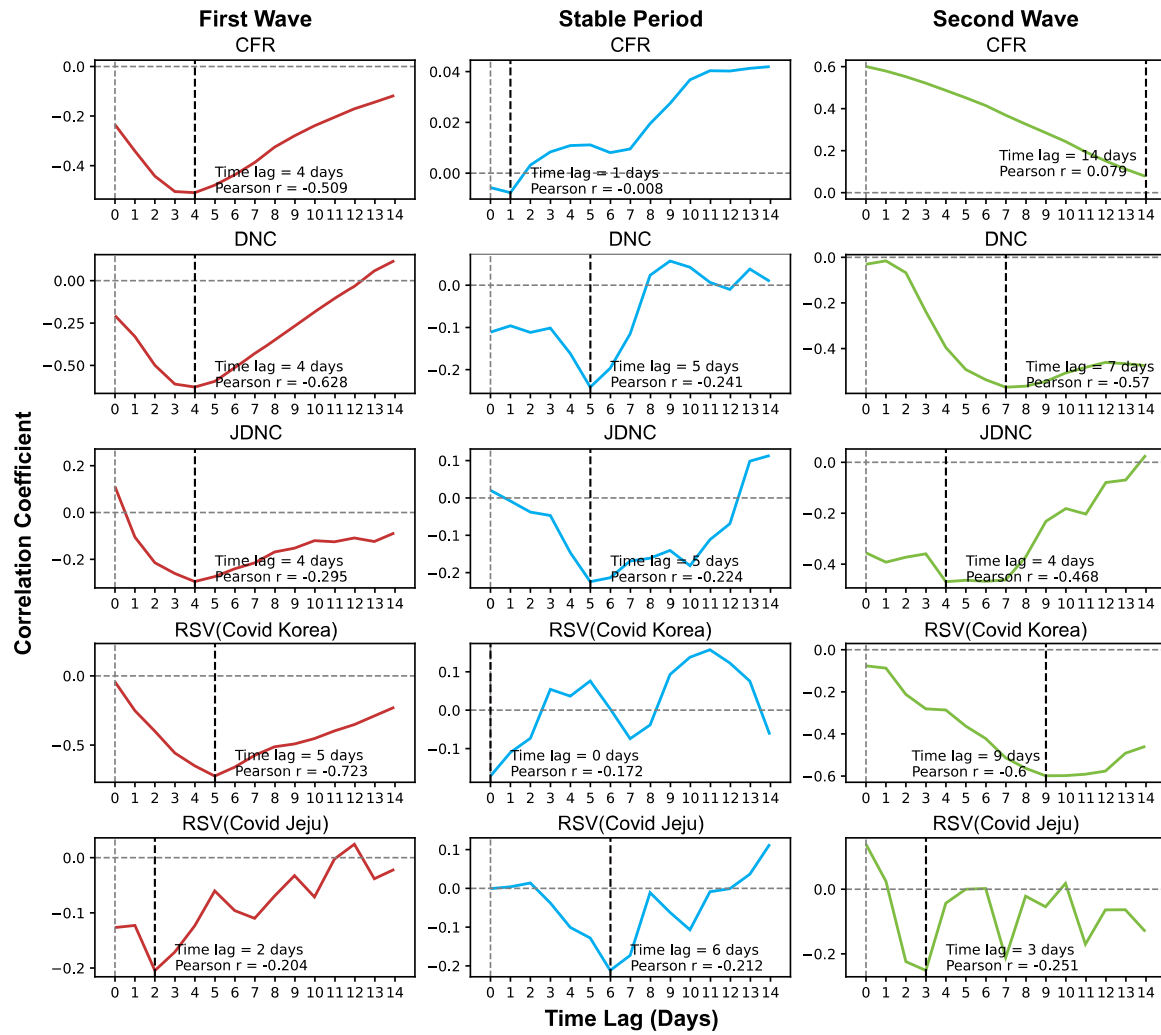 First Wave
Stable Period
Second Wave
CFR
CFR
CFR
0.0
−0.2
−0.4
Time lag = 4 days
Pearson r = -0.509
0 1 2 3 4 5 6 7 8 9 10 11 12 13 14
0.04
0.02
0.00
Time lag = 1 days
Pearson r = -0.008
0 1 2 3 4 5 6 7 8 9 10 11 12 13 14
0.6
0.4
0.2
0.0
Time lag = 14 days
Pearson r = 0.079
0 1 2 3 4 5 6 7 8 9 10 11 12 13 14
DNC
DNC
DNC
0.00
−0.25
−0.50
Time lag = 4 days
Pearson r = -0.628
0 1 2 3 4 5 6 7 8 9 10 11 12 13 14
0.0
−0.1
−0.2
Time lag = 5 days
Pearson r = -0.241
0 1 2 3 4 5 6 7 8 9 10 11 12 13 14
0.0
−0.2
−0.4
Time lag = 7 days
Pearson r = -0.57
0 1 2 3 4 5 6 7 8 9 10 11 12 13 14
JDNC
JDNC
JDNC
0.2
0.0
−0.2
Time lag = 4 days
Pearson r = -0.295
0 1 2 3 4 5 6 7 8 9 10 11 12 13 14
0.1
0.0
−0.1
−0.2
Time lag = 5 days
Pearson r = -0.224
0 1 2 3 4 5 6 7 8 9 10 11 12 13 14
0.0
−0.2
−0.4
Time lag = 4 days
Pearson r = -0.468
0 1 2 3 4 5 6 7 8 9 10 11 12 13 14
RSV(Covid Korea)
RSV(Covid Korea)
RSV(Covid Korea)
0.0
−0.5
Time lag = 5 days
Pearson r = -0.723
0 1 2 3 4 5 6 7 8 9 10 11 12 13 14
0.1
0.0
−0.1
Time lag = 0 days
Pearson r = -0.172
0 1 2 3 4 5 6 7 8 9 10 11 12 13 14
0.0
−0.2
−0.4
−0.6
Time lag = 9 days
Pearson r = -0.6
0 1 2 3 4 5 6 7 8 9 10 11 12 13 14
RSV(Covid Jeju)
RSV(Covid Jeju)
RSV(Covid Jeju)
0.0
−0.1
−0.2
Time lag = 2 days
Pearson r = -0.204
0 1 2 3 4 5 6 7 8 9 10 11 12 13 14
0.1
0.0
−0.1
−0.2
Time lag = 6 days
Pearson r = -0.212
0 1 2 3 4 5 6 7 8 9 10 11 12 13 14
0.0
−0.2
Time lag = 3 days
Pearson r = -0.251
0 1 2 3 4 5 6 7 8 9 10 11 12 13 14
Correlation Coefficient
Time Lag (Days)